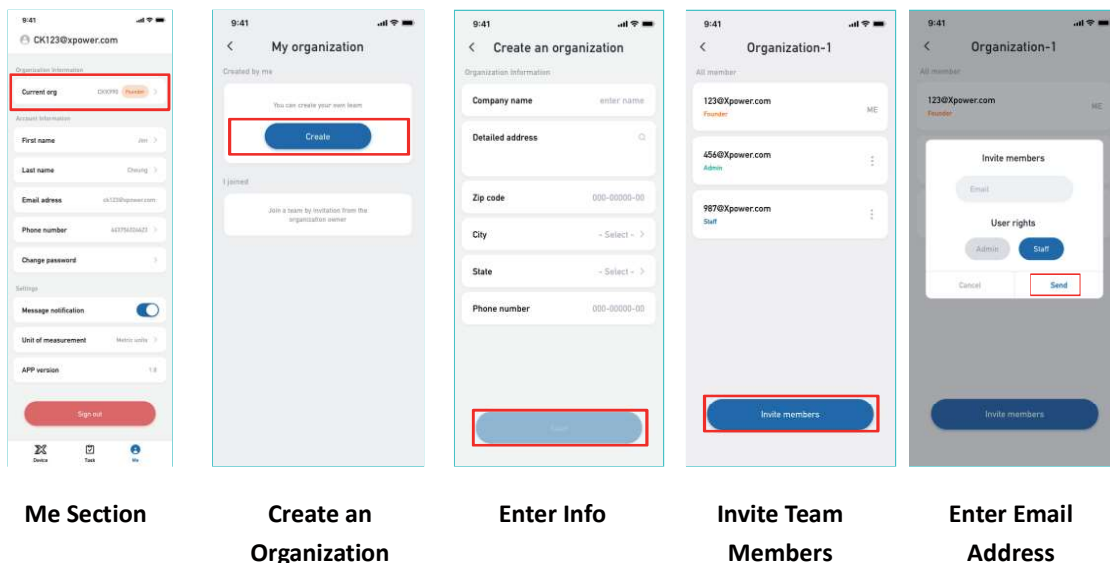 9:41
CK123@xpower.com
Organization Information
Current org
Founder
Account Information
First name
Jen
Last name
Cheung
Email adress
ck123@xpower.com
Phone number
Change password
Settings
Message notification
Unit of measurement
Metric units
APP version
1.0
Sign out
Device
Task
Me
Me Section
9:41
My organization
Created by me
You can create your own team
Create
I joined
Join a team by invitation from the
organization owner
Create an
Organization
9:41
Create an organization
Organization Information
Company name
enter name
Detailed address
Zip code
000-00000-00
City
- Select -
State
- Select -
Phone number
000-00000-00
Enter Info
9:41
Organization-1
All member
123@Xpower.com
ME
Founder
456@Xpower.com
Admin
987@Xpower.com
Staff
Invite members
Invite Team
Members
9:41
Organization-1
All member
123@Xpower.com
ME
Founder
Invite members
Email
User rights
Admin
Staff
Cancel
Send
Invite members
Enter Email
Address